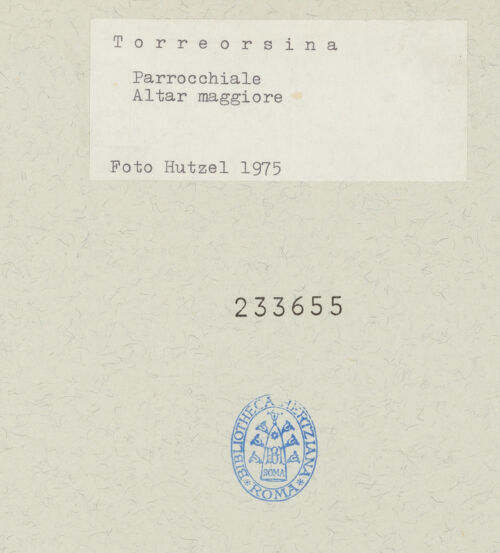 Torreorsina
Parrocchiale
Altar maggiore
Foto Hutzel 1975
233655
BIBLIOTHECA HERTZIANA
ROMA
ROMA